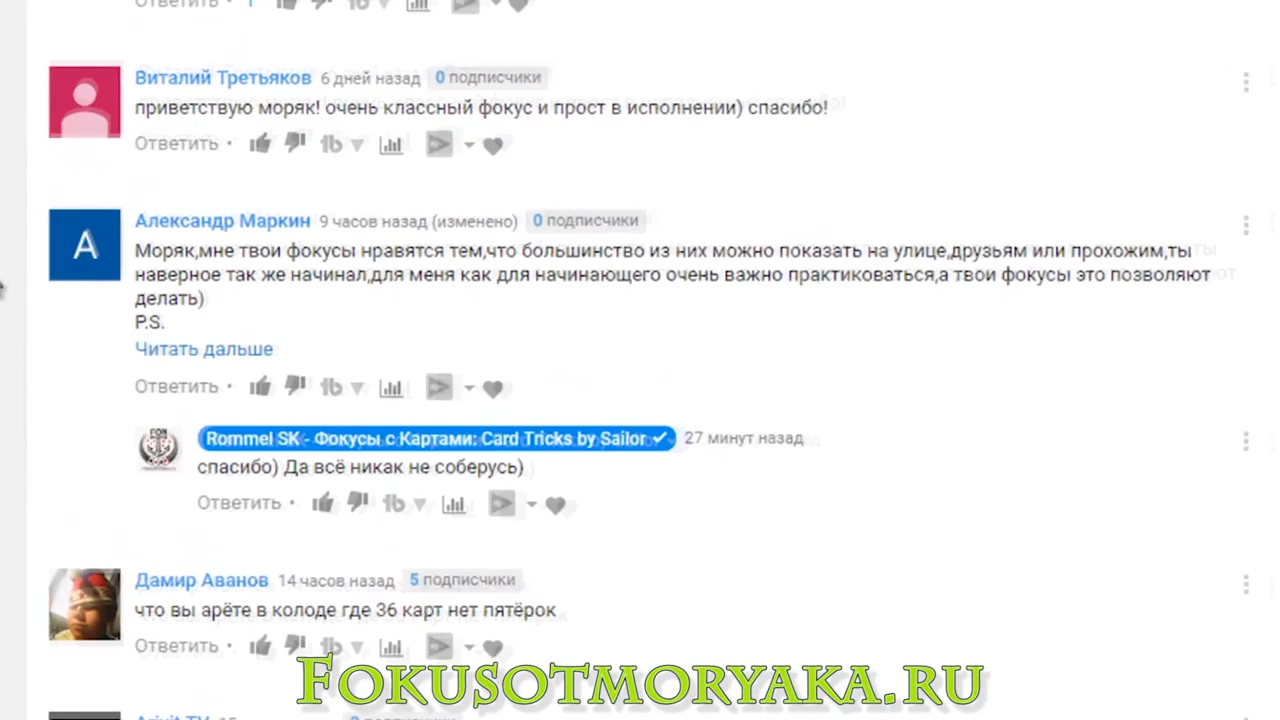 Ответить · 1
Виталий Третьяков 6 дней назад 0 подписчики
приветствую моряк! очень классный фокус и прост в исполнении) спасибо!
Ответить ·
Александр Маркин 9 часов назад (изменено) 0 подписчики
Моряк,мне твои фокусы нравятся тем,что большинство из них можно показать на улице,друзьям или прохожим,ты
наверное так же начинал,для меня как для начинающего очень важно практиковаться,а твои фокусы это позволяют
делать)
P.S.
Читать дальше
Ответить ·
Rommel SK - Фокусы с Картами: Card Tricks by Sailor 27 минут назад
спасибо) Да всё никак не соберусь)
Ответить ·
Дамир Аванов 14 часов назад 5 подписчики
что вы арёте в колоде где 36 карт нет пятёрок
Ответить ·
FOKUSOTMORYAKA.RU